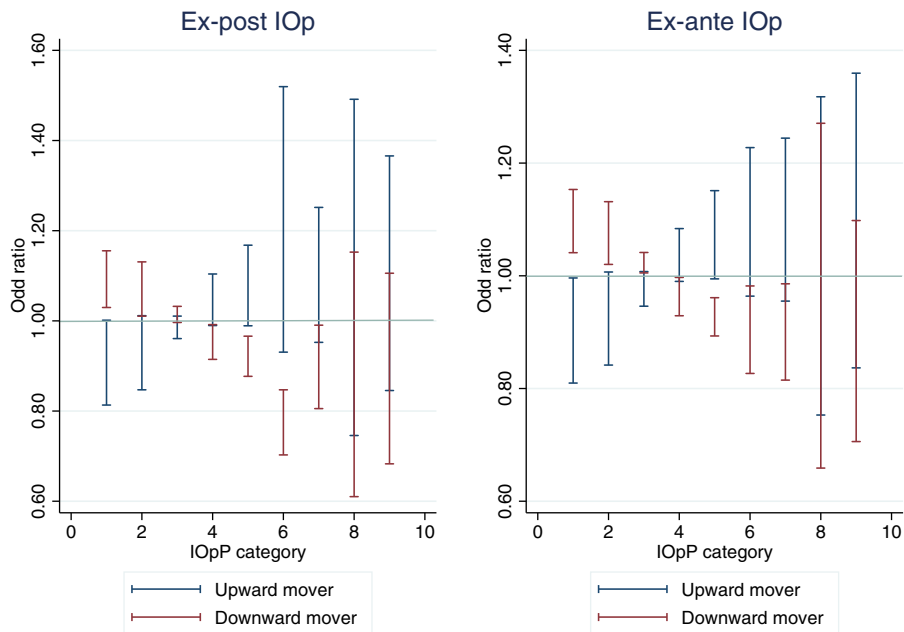 Ex-post IOp
Odd ratio
0.60 0.80 1.00 1.20 1.40 1.60
0 2 4 6 8 10
IOpP category
Upward mover
Downward mover
Ex-ante IOp
Odd ratio
0.60 0.80 1.00 1.20 1.40
0 2 4 6 8 10
IOpP category
Upward mover
Downward mover